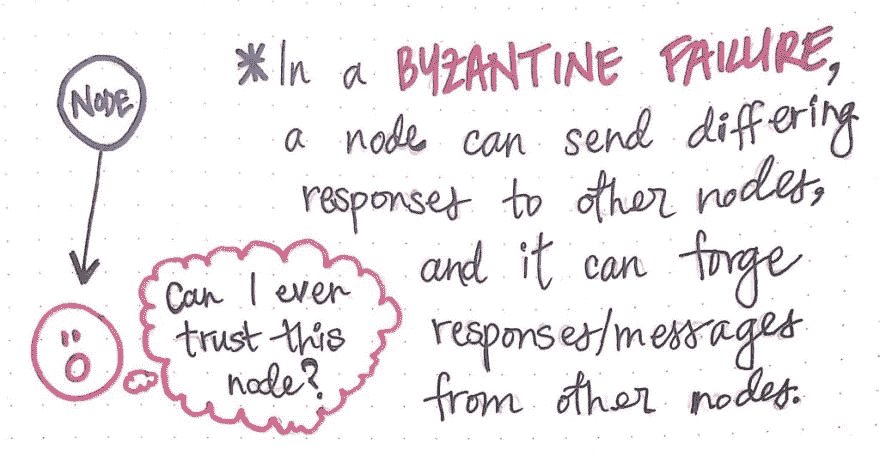 NODE
*In a BYZANTINE FAILURE,
a node can send differing
responses to other nodes,
and it can forge
responses/messages
from other nodes.
Can I ever
trust this
node?